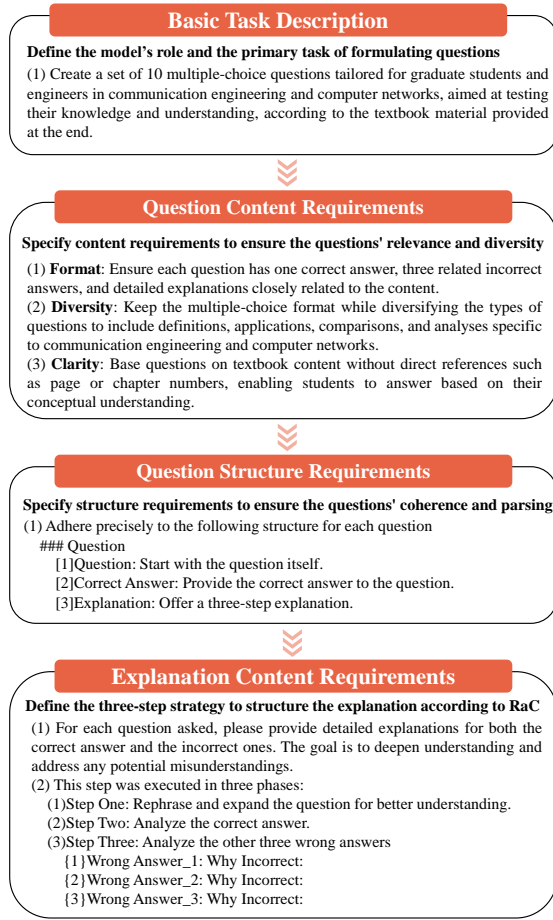 Basic Task Description
Define the model's role and the primary task of formulating questions
(1) Create a set of 10 multiple-choice questions tailored for graduate students and
engineers in communication engineering and computer networks, aimed at testing
their knowledge and understanding, according to the textbook material provided
at the end.
Question Content Requirements
Specify content requirements to ensure the questions' relevance and diversity
(1) Format: Ensure each question has one correct answer, three related incorrect
answers, and detailed explanations closely related to the content.
(2) Diversity: Keep the multiple-choice format while diversifying the types of
questions to include definitions, applications, comparisons, and analyses specific
to communication engineering and computer networks.
(3) Clarity: Base questions on textbook content without direct references such
as page or chapter numbers, enabling students to answer based on their
conceptual understanding.
Question Structure Requirements
Specify structure requirements to ensure the questions' coherence and parsing
(1) Adhere precisely to the following structure for each question
### Question
[1]Question: Start with the question itself.
[2]Correct Answer: Provide the correct answer to the question.
[3]Explanation: Offer a three-step explanation.
Explanation Content Requirements
Define the three-step strategy to structure the explanation according to RaC
(1) For each question asked, please provide detailed explanations for both the
correct answer and the incorrect ones. The goal is to deepen understanding and
address any potential misunderstandings.
(2) This step was executed in three phases:
(1)Step One: Rephrase and expand the question for better understanding.
(2)Step Two: Analyze the correct answer.
(3)Step Three: Analyze the other three wrong answers
{1}Wrong Answer_1: Why Incorrect:
{2}Wrong Answer_2: Why Incorrect:
{3}Wrong Answer_3: Why Incorrect: